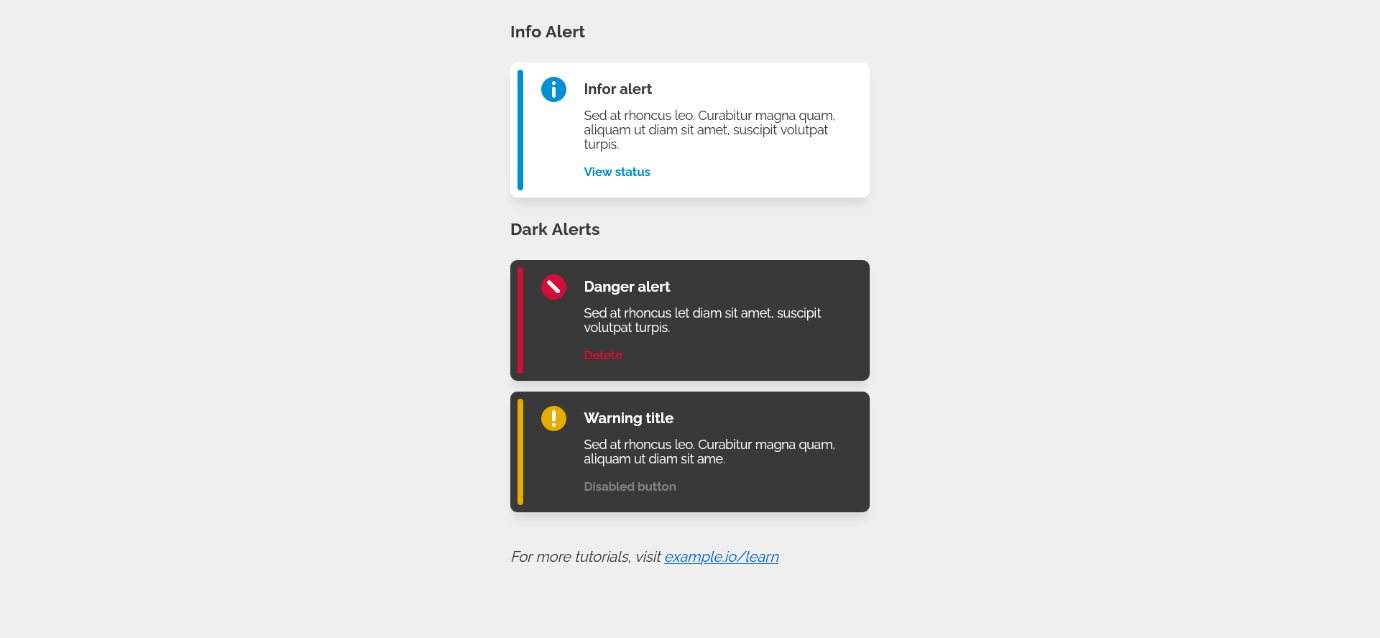 Info Alert
Infor alert
Sed at rhoncus leo. Curabitur magna quam,
aliquam ut diam sit amet, suscipit volutpat
turpis.
View status
Dark Alerts
Danger alert
Sed at rhoncus let diam sit amet, suscipit
volutpat turpis.
Delete
Warning title
Sed at rhoncus leo. Curabitur magna quam,
aliquam ut diam sit ame.
Disabled button
For more tutorials, visit example.io/learn